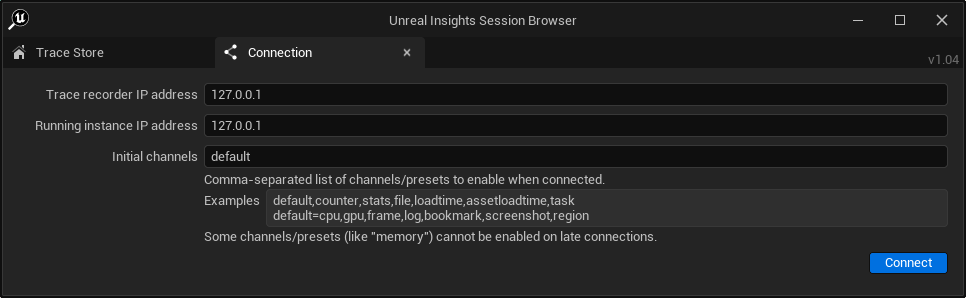 Unreal Insights Session Browser
Trace Store
Connection
v1.04
Trace recorder IP address 127.0.0.1
Running instance IP address 127.0.0.1
Initial channels default
Comma-separated list of channels/presets to enable when connected.
Examples default,counter,stats,file,loadtime,assetloadtime,task
default=cpu,gpu,frame,log,bookmark,screenshot,region
Some channels/presets (like "memory") cannot be enabled on late connections.
Connect